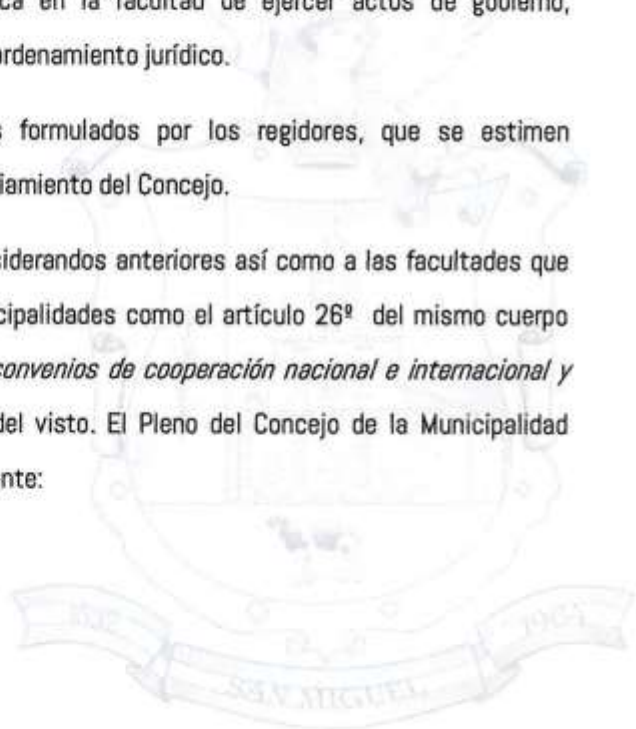 ca en la facultad de ejercer actos de gobierno,
ordenamiento jurídico.
s formulados por los regidores, que se estimen
iamiento del Concejo.
siderandos anteriores así como a las facultades que
cipalidades como el artículo 26º del mismo cuerpo
convenios de cooperación nacional e internacional y
del visto. El Pleno del Concejo de la Municipalidad
nte:
1964
SAN MIGUEL